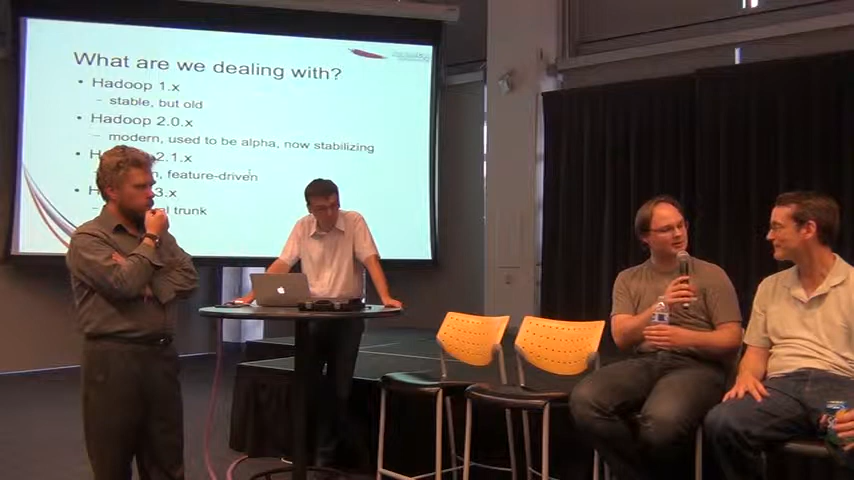 What are we dealing with?
• Hadoop 1.x
– stable, but old
• Hadoop 2.0.x
– modern, used to be alpha, now stabilizing
• 2.1.x
feature-driven
• 3.x
trunk